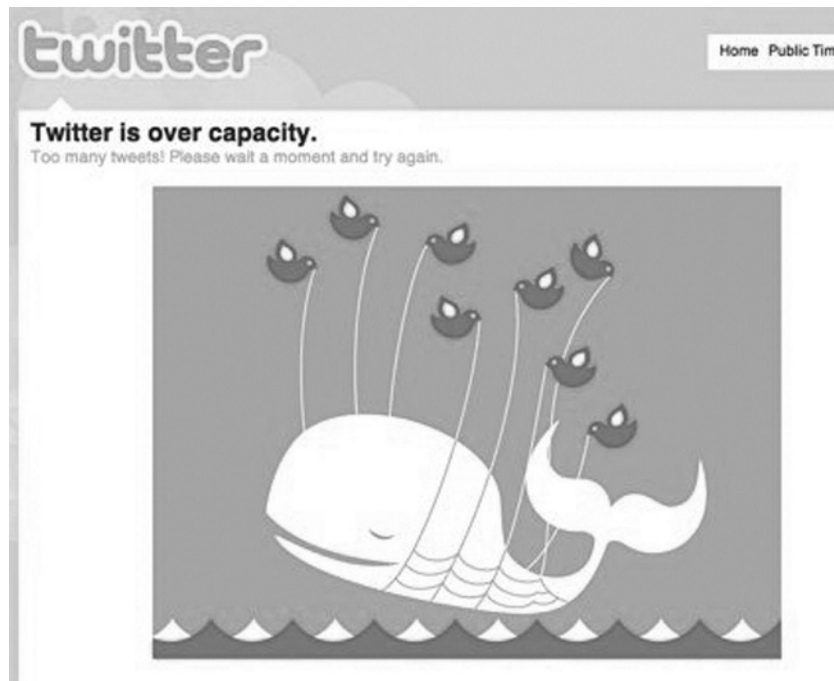 twitter
Home Public Tim
Twitter is over capacity.
Too many tweets! Please wait a moment and try again.